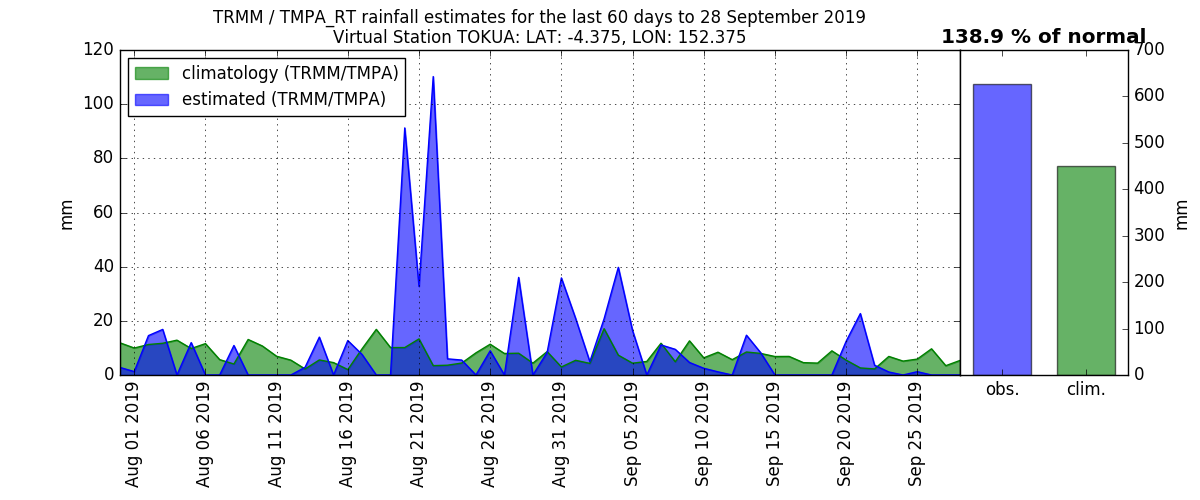 TRMM / TMPA_RT rainfall estimates for the last 60 days to 28 September 2019
Virtual Station TOKUA: LAT: -4.375, LON: 152.375
138.9 % of normal
climatology (TRMM/TMPA)
estimated (TRMM/TMPA)
mm
120
100
80
60
40
20
0
Aug 01 2019
Aug 06 2019
Aug 11 2019
Aug 16 2019
Aug 21 2019
Aug 26 2019
Aug 31 2019
Sep 05 2019
Sep 10 2019
Sep 15 2019
Sep 20 2019
Sep 25 2019
obs.
clim.
700
600
500
400
300
200
100
0
mm